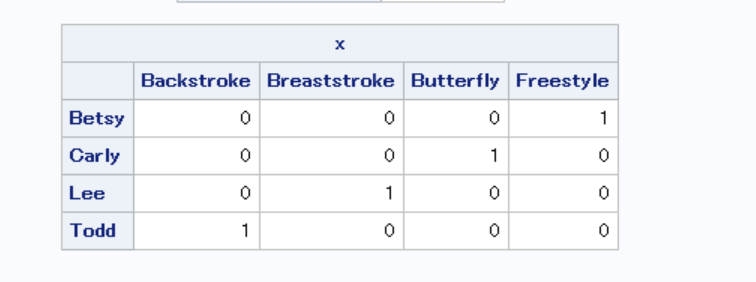 x
Backstroke Breaststroke Butterfly Freestyle
Betsy 0 0 0 1
Carly 0 0 1 0
Lee 0 1 0 0
Todd 1 0 0 0